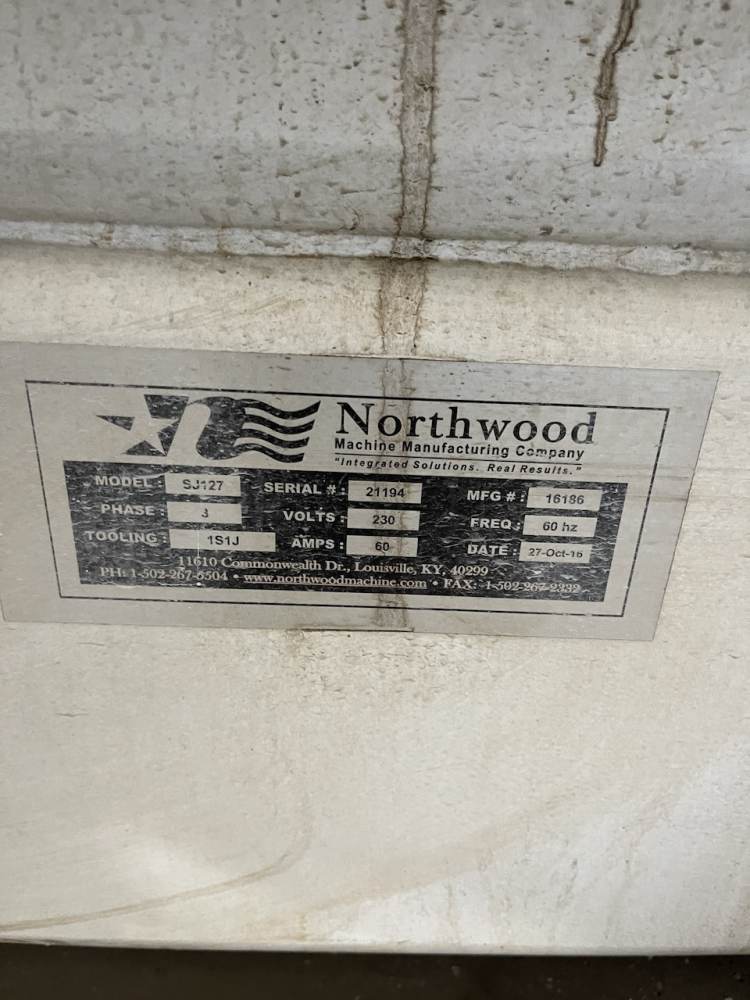 Northwood
Machine Manufacturing Company
"Integrated Solutions. Real Results."
MODEL : SJ127 SERIAL # : 21194 MFG # : 16186
PHASE : 3 VOLTS : 230 FREQ : 60 hz
TOOLING : 1S1J AMPS : 60 DATE : 27-Oct-16
11610 Commonwealth Dr., Louisville, KY, 40299
PH: 1-502-267-5504 • www.northwoodmachine.com • FAX: 1-502-267-2332